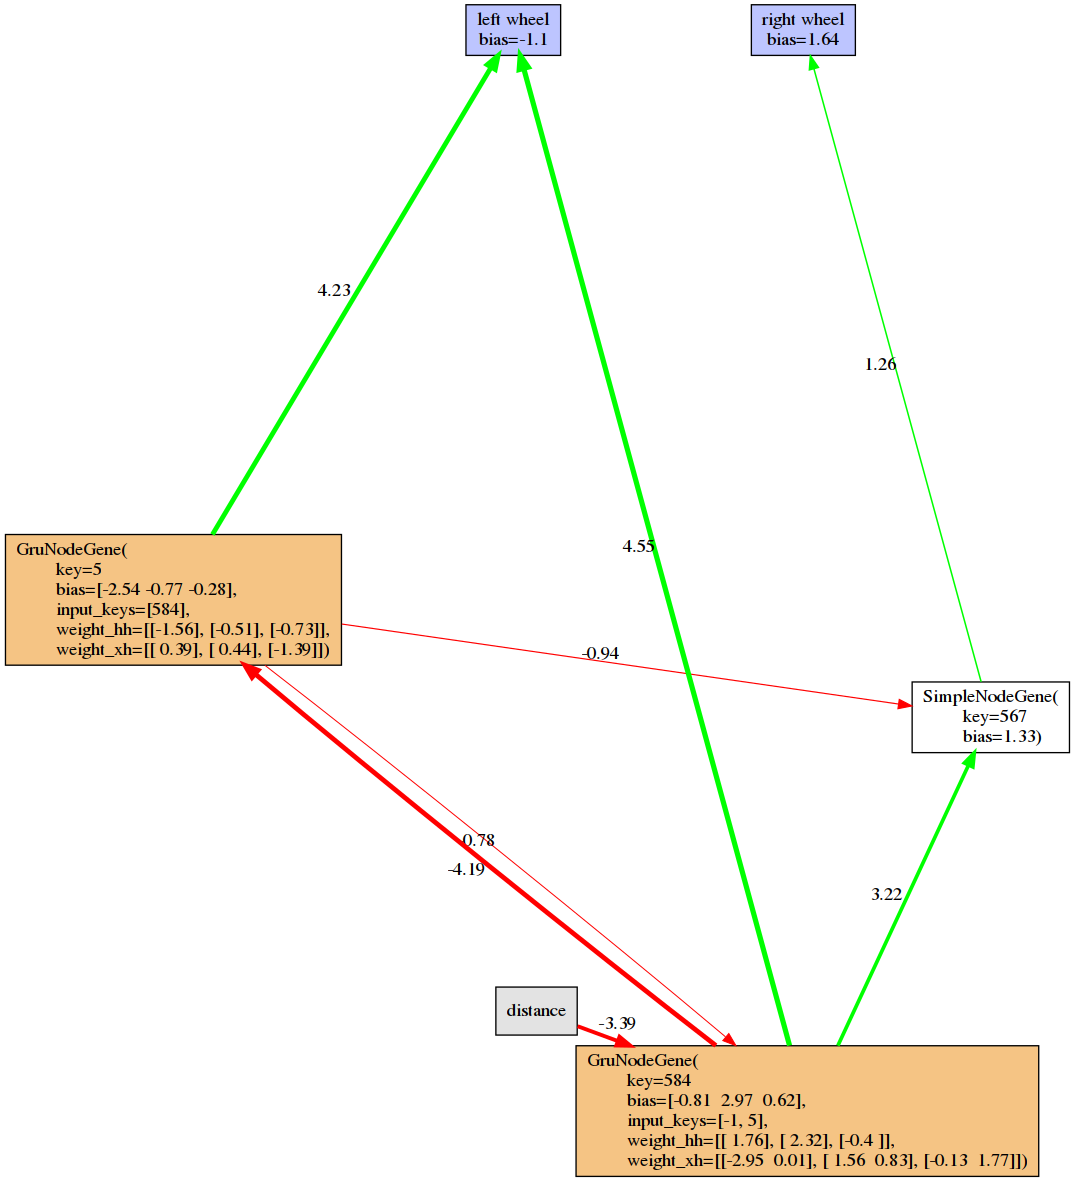 left wheel
bias=-1.1
right wheel
bias=1.64
4.23
1.26
4.55
GruNodeGene(
key=5
bias=[-2.54 -0.77 -0.28],
input_keys=[584],
weight_hh=[[-1.56], [-0.51], [-0.73]],
weight_xh=[[ 0.39], [ 0.44], [-1.39]])
-0.94
SimpleNodeGene(
key=567
bias=1.33)
-0.78
-4.19
3.22
distance
-3.39
GruNodeGene(
key=584
bias=[-0.81 2.97 0.62],
input_keys=[-1, 5],
weight_hh=[[ 1.76], [ 2.32], [-0.4 ]],
weight_xh=[[-2.95 0.01], [ 1.56 0.83], [-0.13 1.77]])